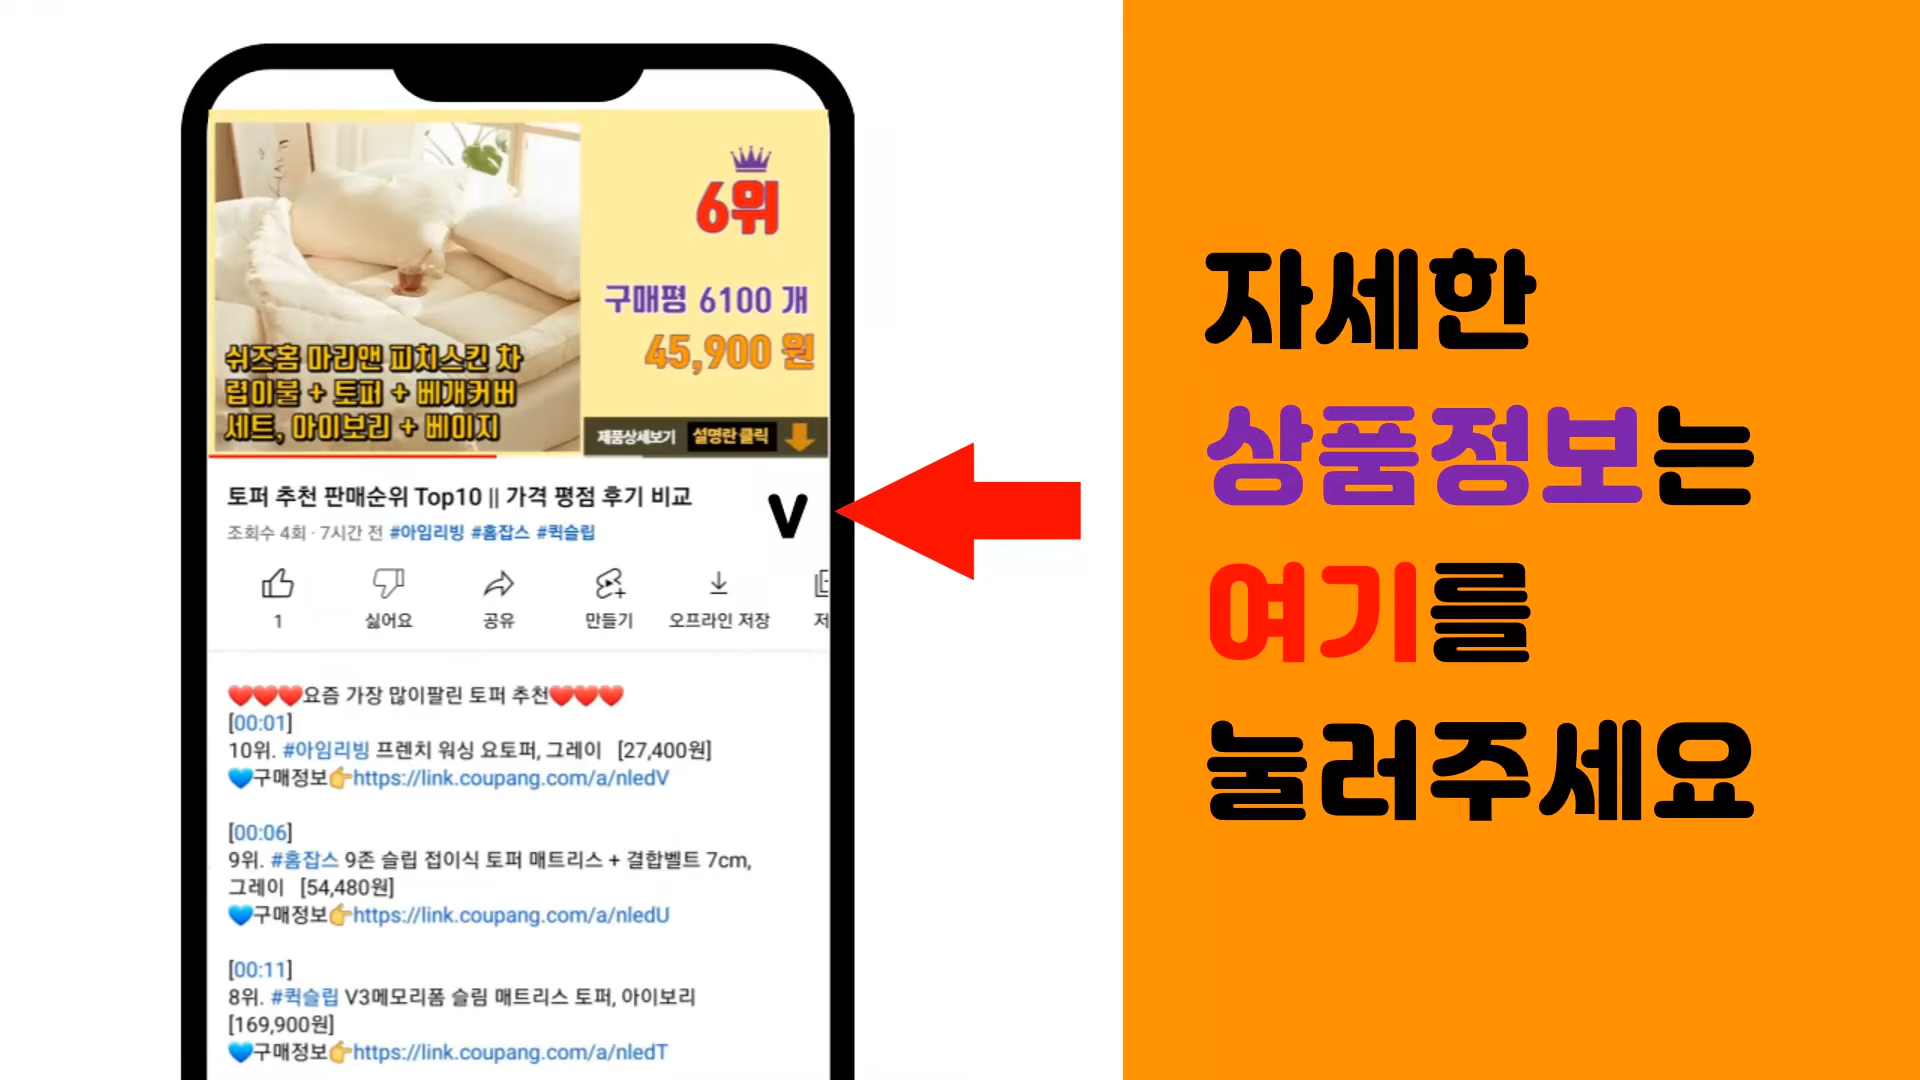 6위
구매평 6100 개
45,900 원
쉬즈홈 마리앤 피치스킨 차
렵이불 + 토퍼 + 베개커버
세트, 아이보리 + 베이지
제품상세보기 설명란 클릭
토퍼 추천 판매순위 Top10 || 가격 평점 후기 비교
V
조회수 4회 · 7시간 전 #아임리빙 #홈잡스 #퀵슬립
1 싫어요 공유 만들기 오프라인 저장 저
❤️❤️❤️요즘 가장 많이팔린 토퍼 추천❤️❤️❤️
[00:01]
10위. #아임리빙 프렌치 워싱 요토퍼, 그레이 [27,400원]
💙구매정보👉https://link.coupang.com/a/nledV
[00:06]
9위. #홈잡스 9존 슬립 접이식 토퍼 매트리스 + 결합벨트 7cm,
그레이 [54,480원]
💙구매정보👉https://link.coupang.com/a/nledU
[00:11]
8위. #퀵슬립 V3메모리폼 슬림 매트리스 토퍼, 아이보리
[169,900원]
💙구매정보👉https://link.coupang.com/a/nledT
자세한
상품정보는
여기를
눌러주세요